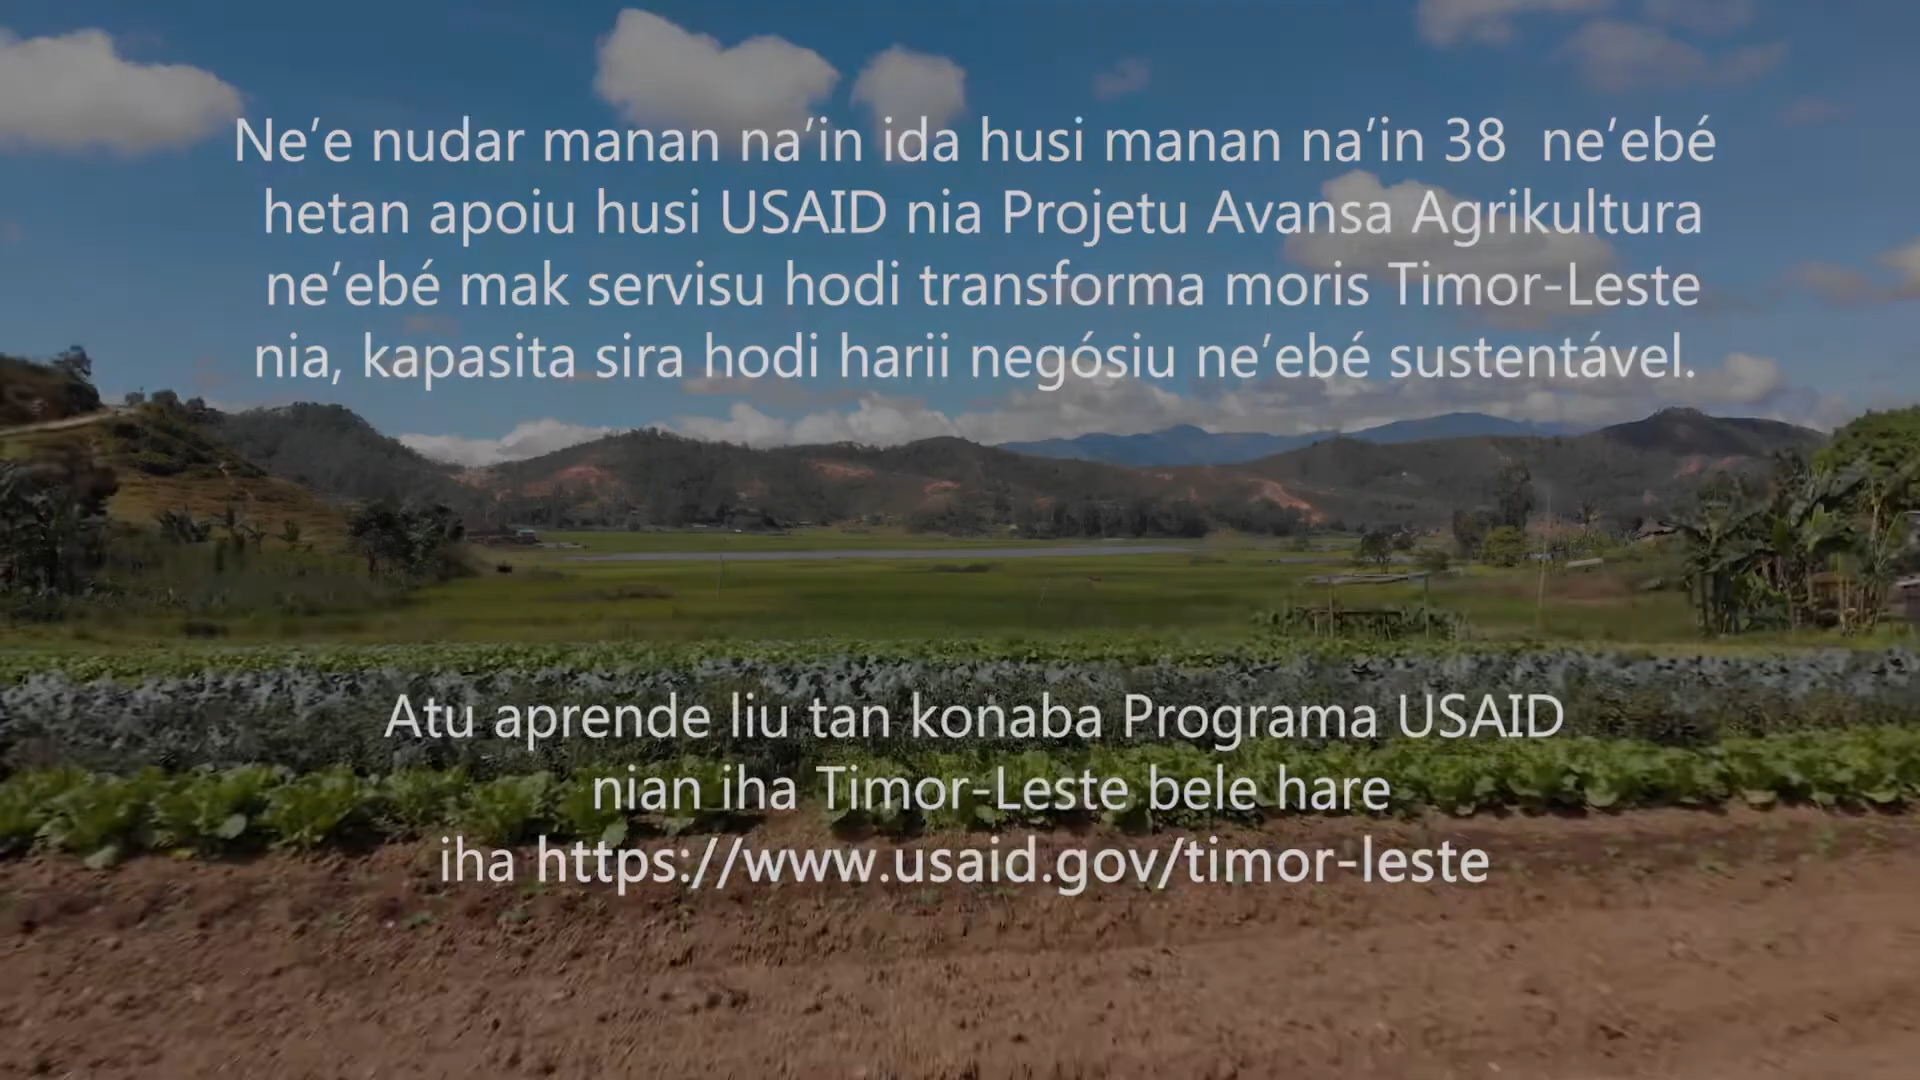 Ne’e nudar manan na’in ida husi manan na’in 38 ne’ebé
hetan apoiu husi USAID nia Projetu Avansa Agrikultura
ne’ebé mak servisu hodi transforma moris Timor-Leste
nia, kapasita sira hodi harii negósiu ne’ebé sustentável.
Atu aprende liu tan konaba Programa USAID
nian iha Timor-Leste bele hare
iha https://www.usaid.gov/timor-leste